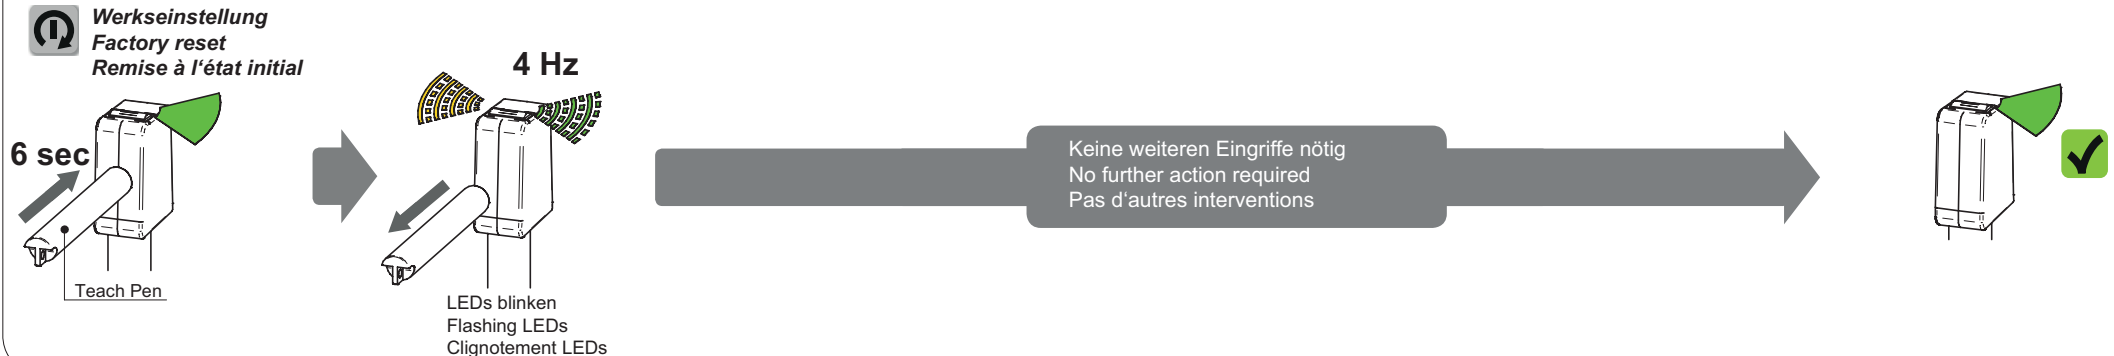 Werkseinstellung
Factory reset
Remise à l‘état initial
6 sec
Teach Pen
4 Hz
LEDs blinken
Flashing LEDs
Clignotement LEDs
Keine weiteren Eingriffe nötig
No further action required
Pas d‘autres interventions